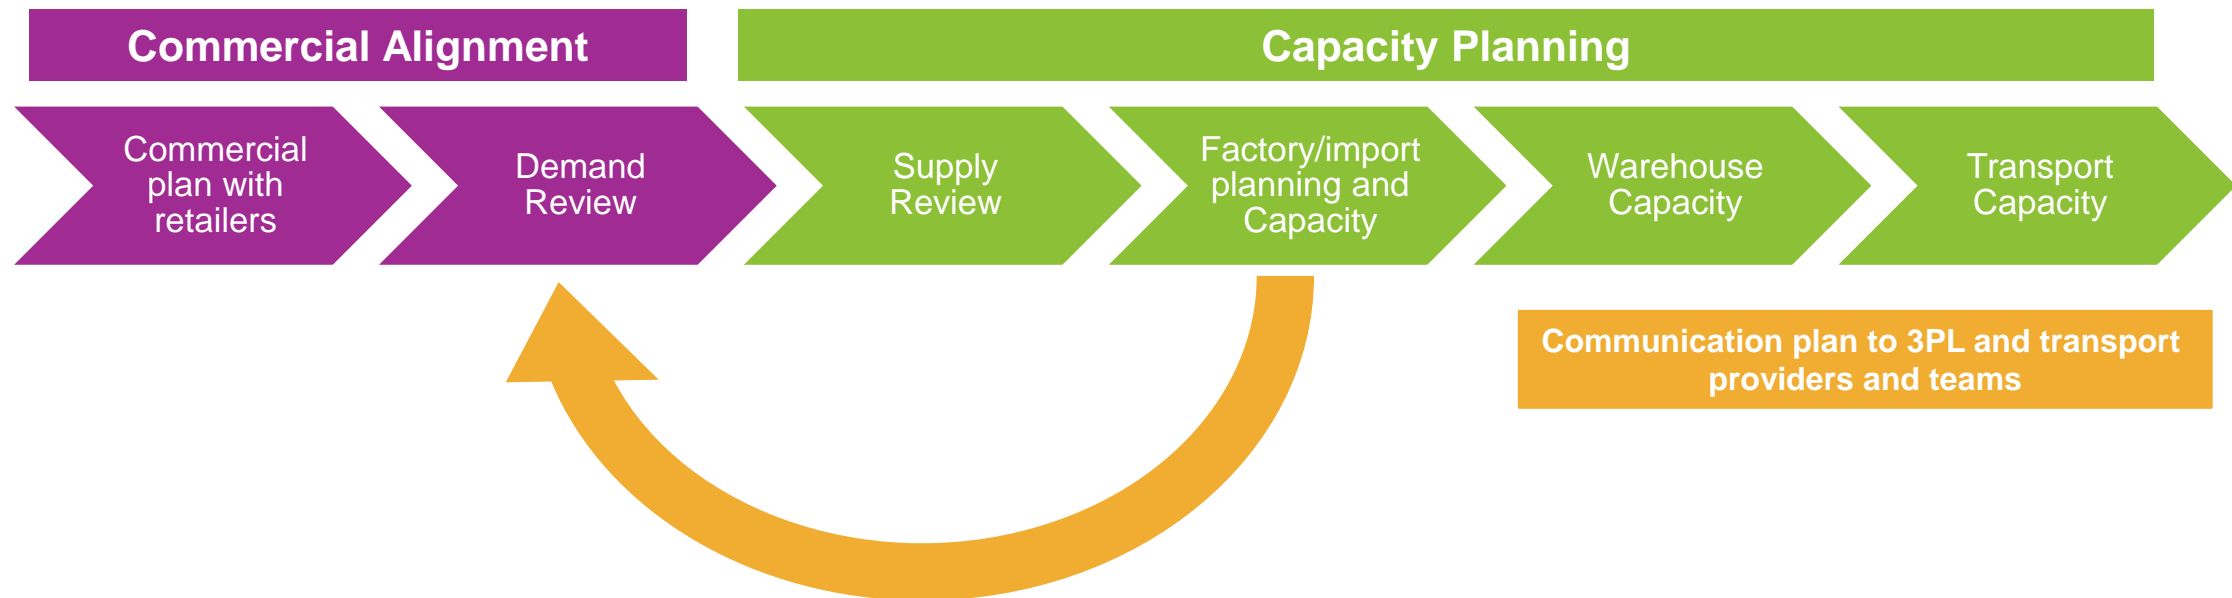 Commercial Alignment
Capacity Planning
Commercial
plan with
retailers
Demand
Review
Supply
Review
Factory/import
planning and
Capacity
Warehouse
Capacity
Transport
Capacity
Communication plan to 3PL and transport
providers and teams